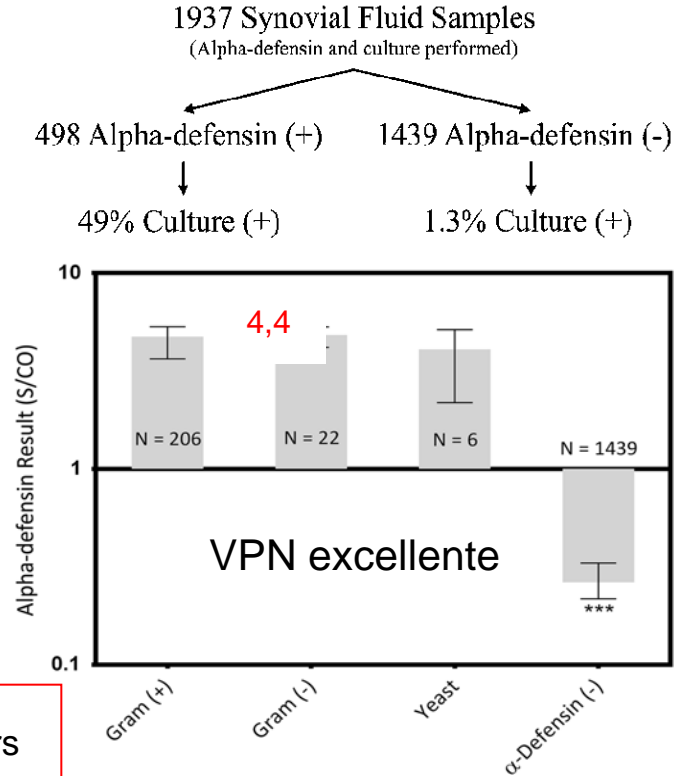 1937 Synovial Fluid Samples
(Alpha-defensin and culture performed)
498 Alpha-defensin (+) 1439 Alpha-defensin (-)
49% Culture (+) 1.3% Culture (+)
Alpha-defensin Result (S/CO)
10
1
0.1
4,4
N = 206
N = 22
N = 6
N = 1439
VPN excellente
***
Gram (+)
Gram (-)
Yeast
α-Defensin (-)
rs